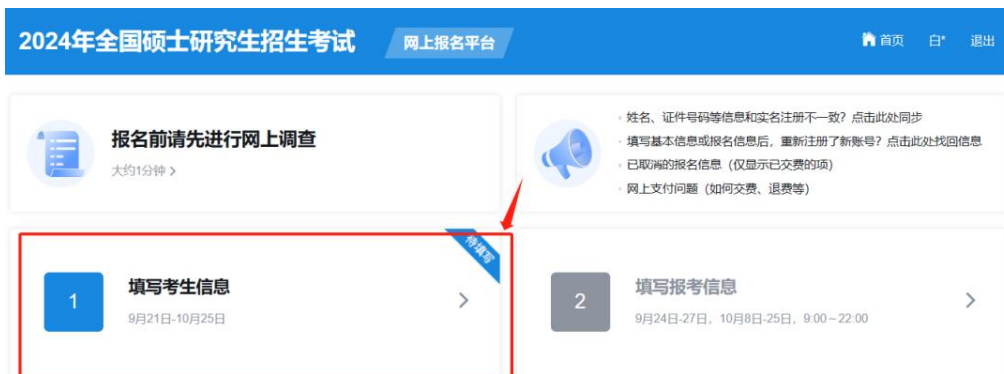 2024年全国硕士研究生招生考试
网上报名平台
首页 白* 退出
报名前请先进行网上调查
大约1分钟 >
姓名、证件号码等信息和实名注册不一致？点击此处同步
填写基本信息或报名信息后，重新注册了新账号？点击此处找回信息
已取消的报名信息（仅显示已交费的项）
网上支付问题（如何交费、退费等）
待填写
1
填写考生信息
9月21日-10月25日
2
填写报考信息
9月24日-27日，10月8日-25日，9:00～22:00